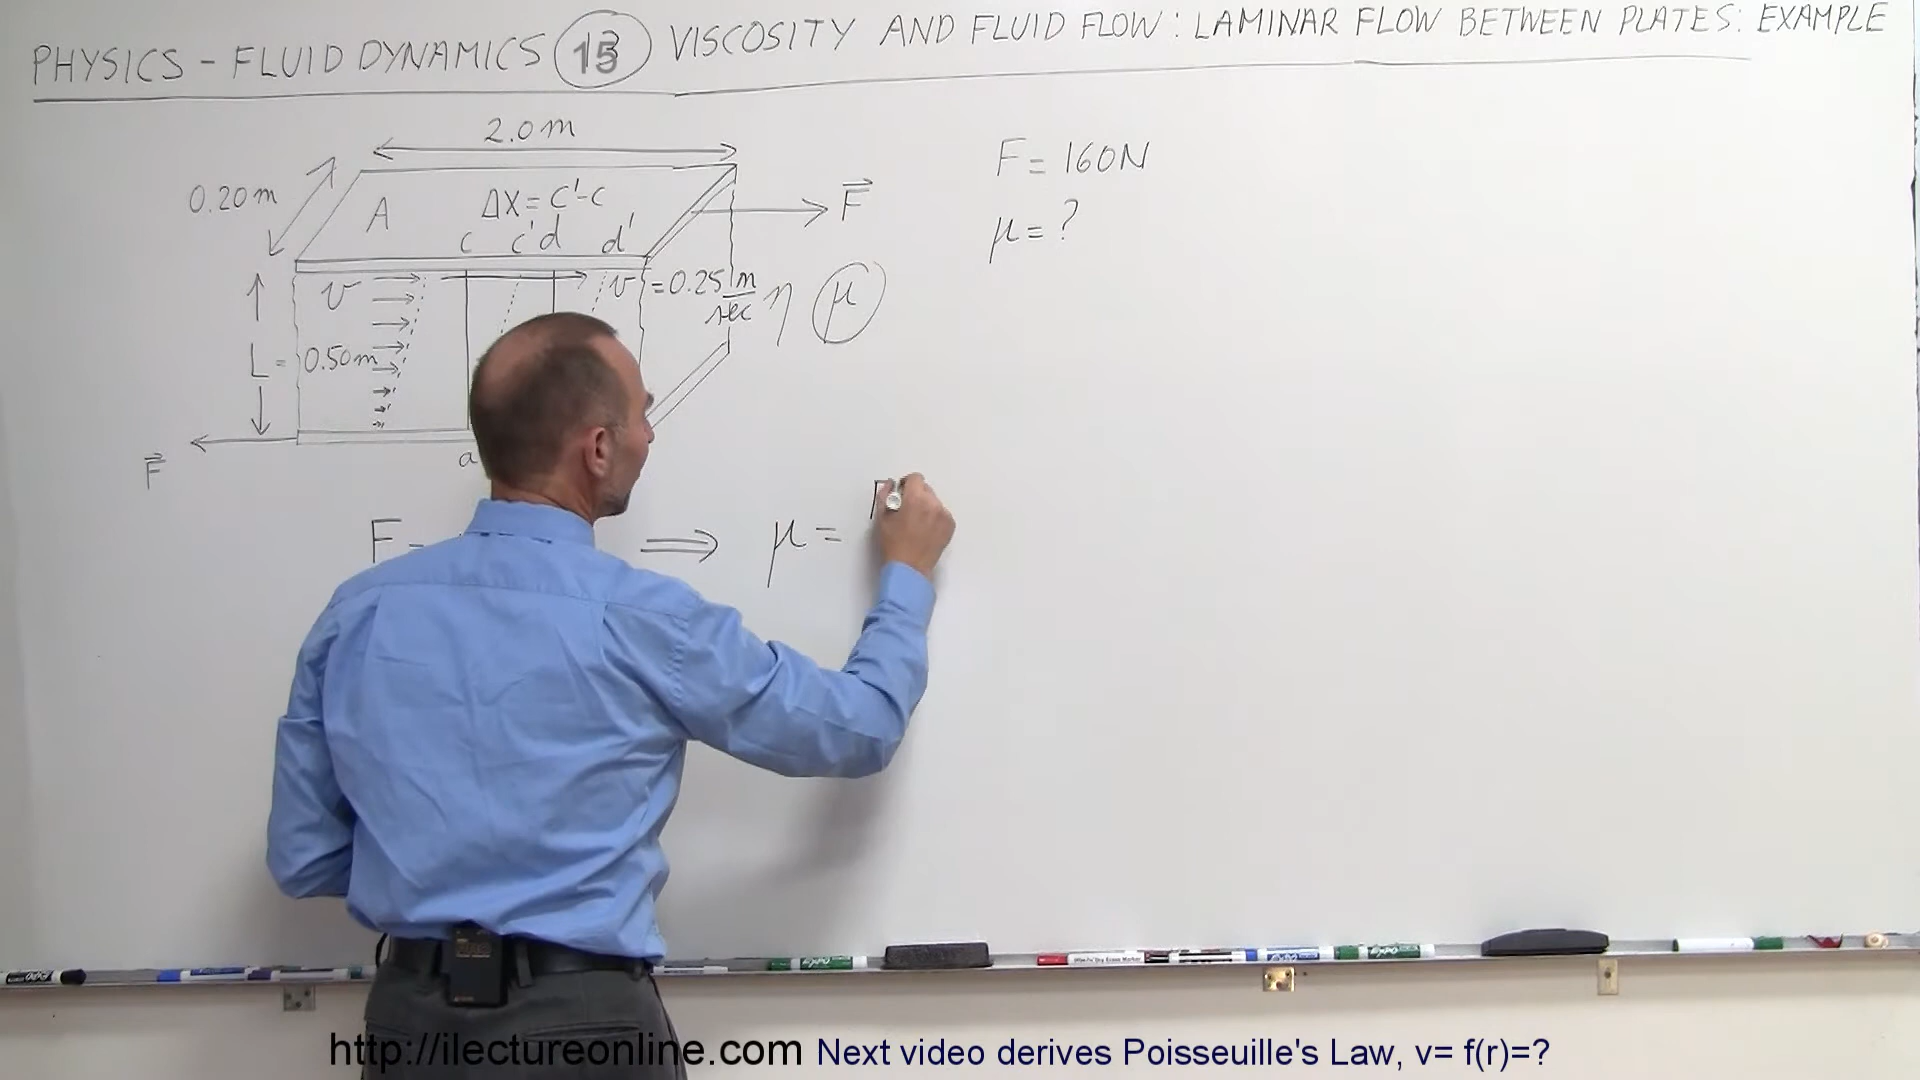 PHYSICS - FLUID DYNAMICS 13 VISCOSITY AND FLUID FLOW: LAMINAR FLOW BETWEEN PLATES: EXAMPLE
2.0m
0.20m
A
ΔX = c'-c
c c' d d'
F
v
v = 0.25 m/sec
η μ
L = 0.50m
F
a
F = 160N
μ = ?
F =
⟹ μ =
http://ilectureonline.com Next video derives Poisseuille's Law, v= f(r)=?